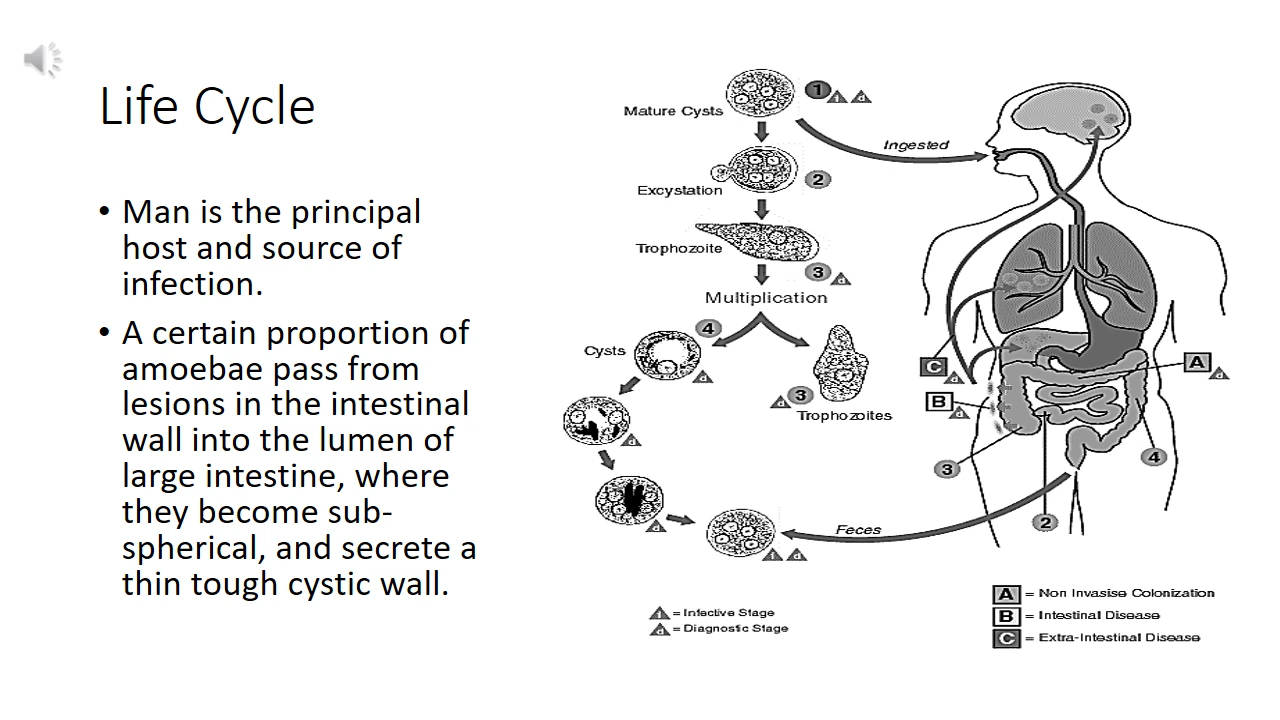 Life Cycle
• Man is the principal
host and source of
infection.
• A certain proportion of
amoebae pass from
lesions in the intestinal
wall into the lumen of
large intestine, where
they become sub-
spherical, and secrete a
thin tough cystic wall.
1
i d
Mature Cysts
Ingested
Excystation
2
Trophozoite
3
d
Multiplication
4
Cysts
d
3
d
Trophozoites
d
d
i d
Feces
C
d
B
d
A
d
3
4
2
i = Infective Stage
d = Diagnostic Stage
A = Non Invasise Colonization
B = Intestinal Disease
C = Extra-Intestinal Disease